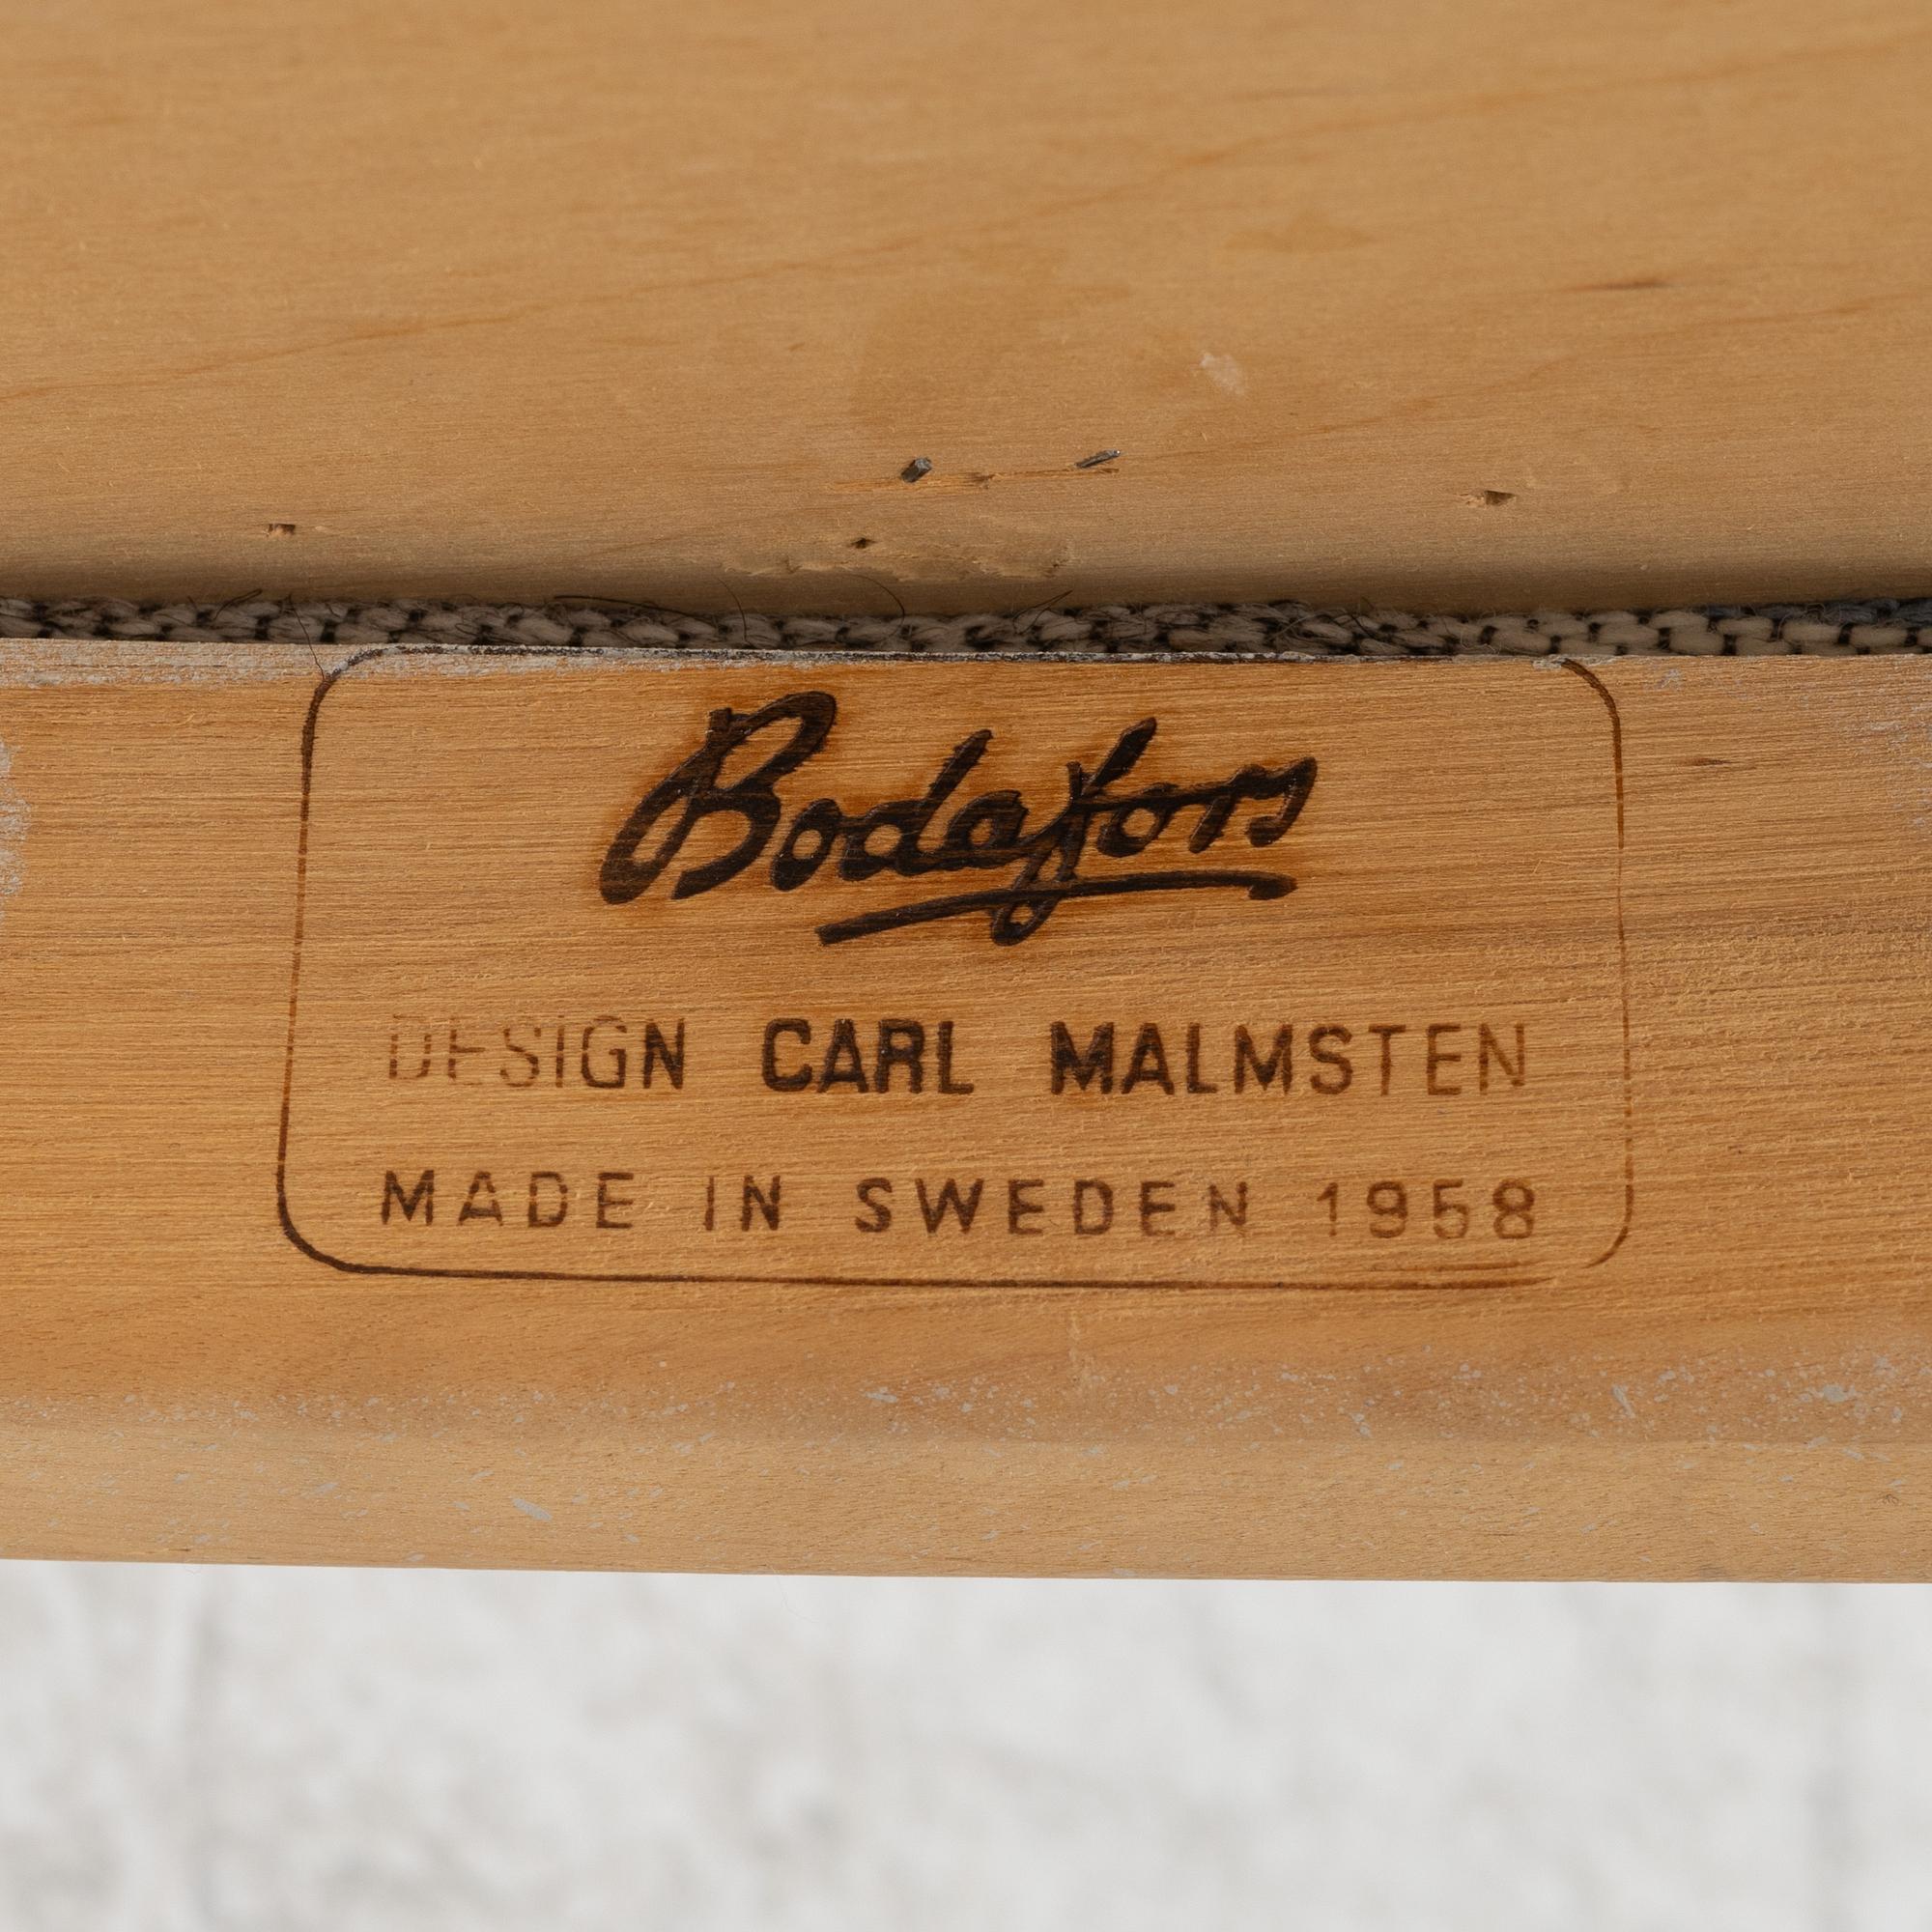 Bodafors
DESIGN CARL MALMSTEN
MADE IN SWEDEN 1958